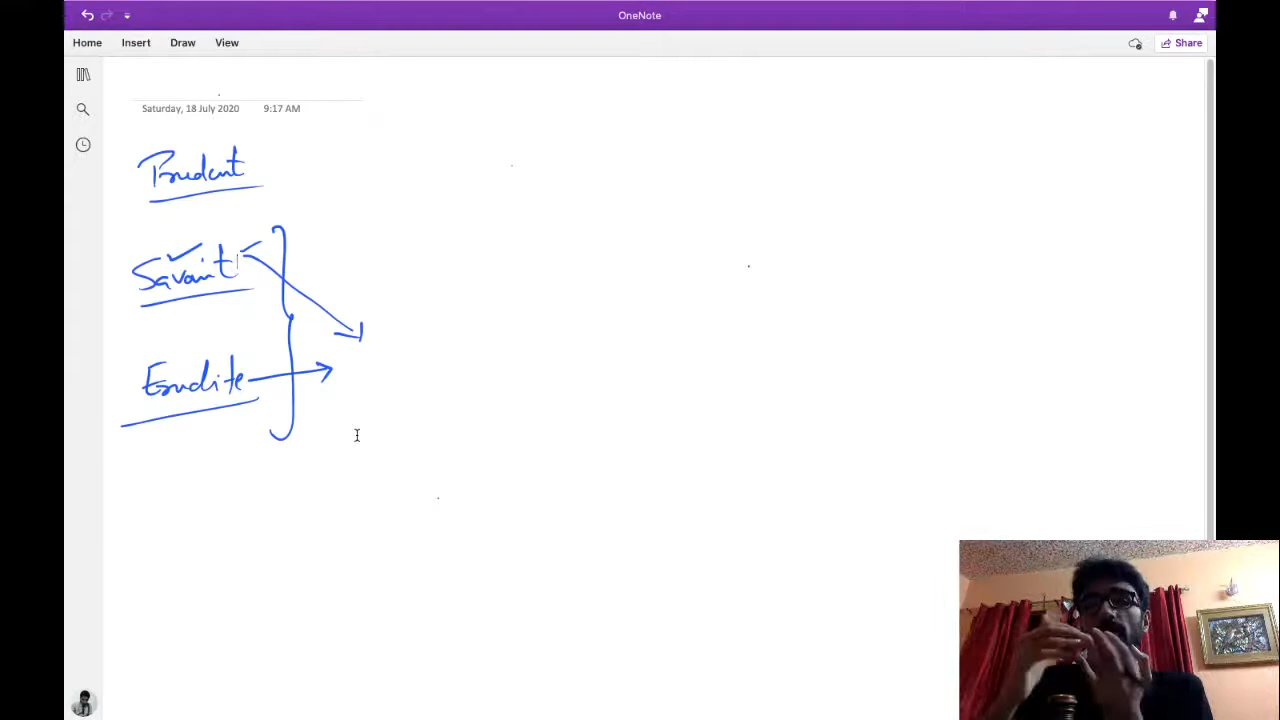 OneNote
Home Insert Draw View Share
Saturday, 18 July 2020 9:17 AM
Prudent
Savant
Erudite